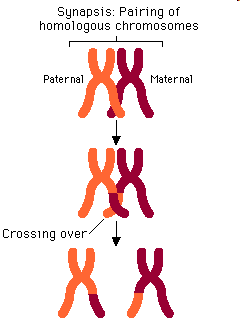 Synapsis: Pairing of
homologous chromosomes
Paternal
Maternal
Crossing over